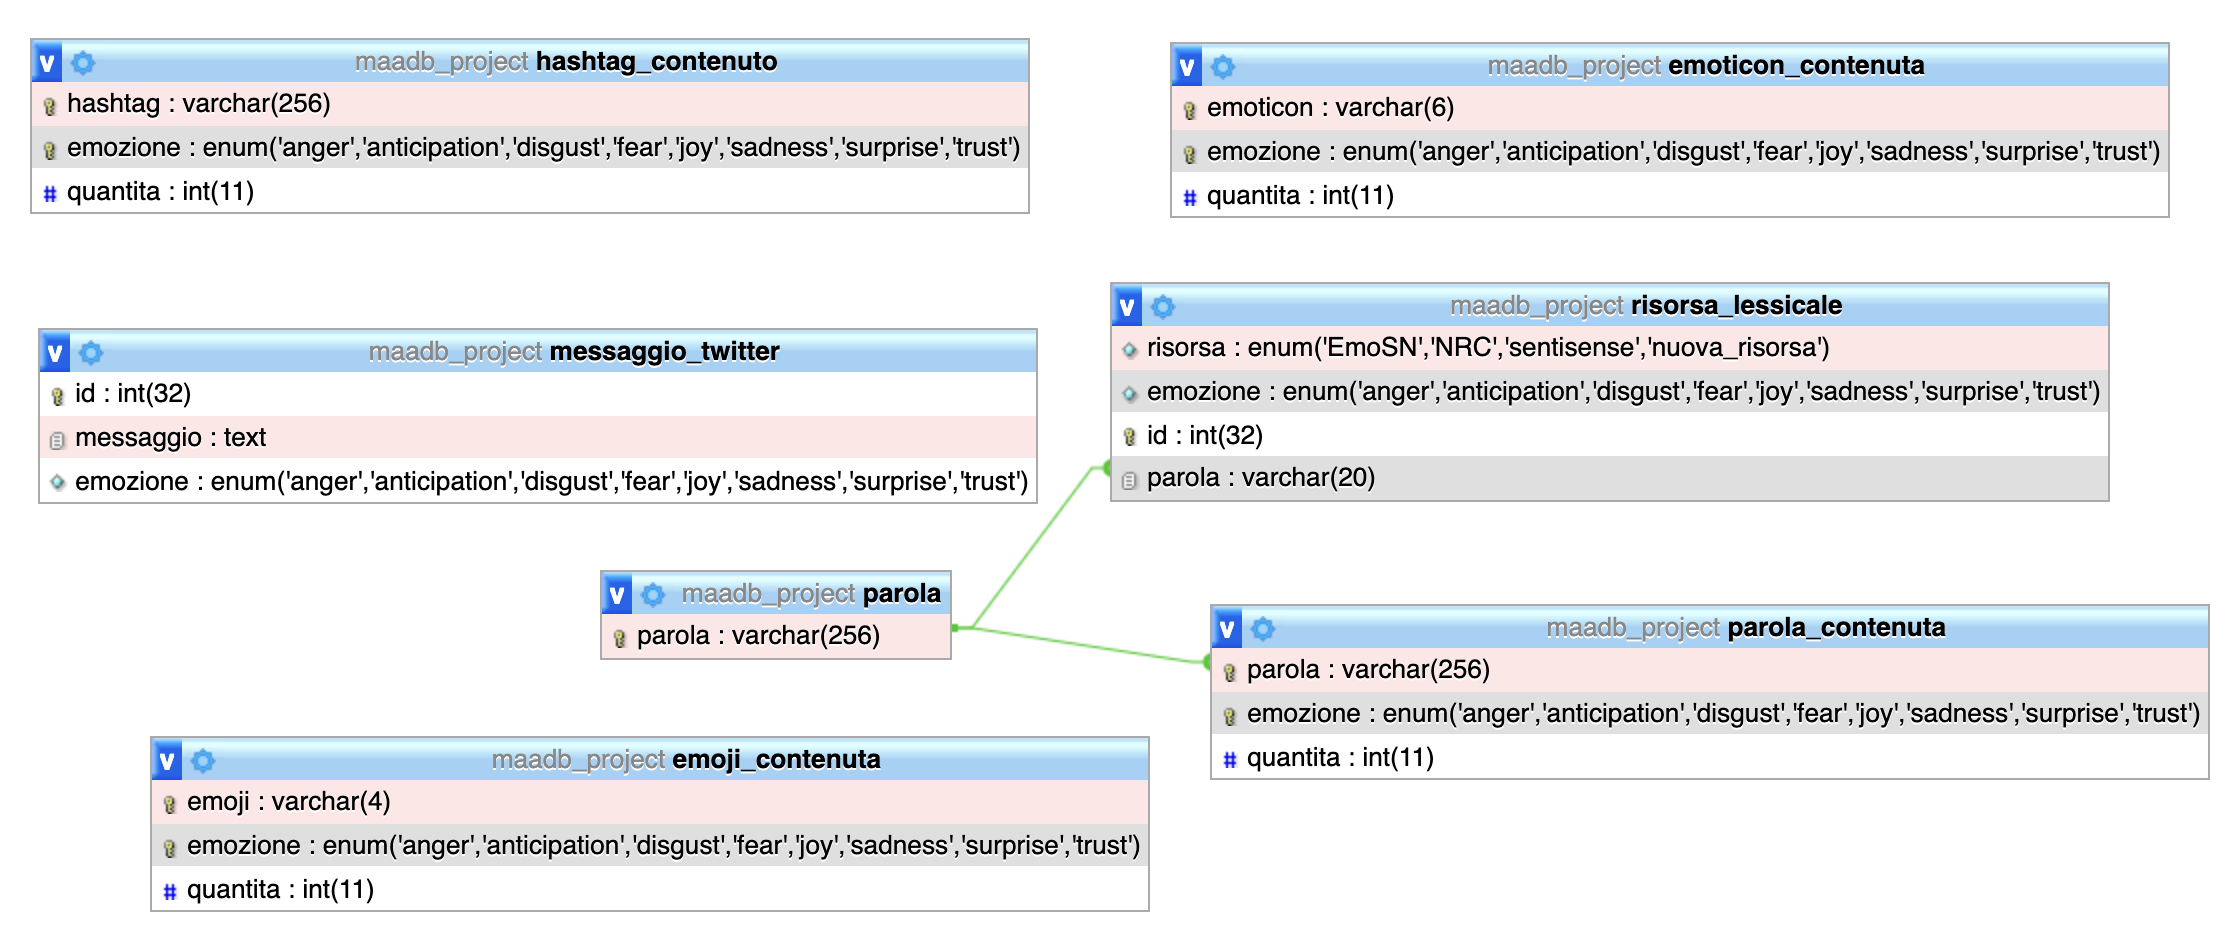 v maadb_project hashtag_contenuto
hashtag : varchar(256)
emozione : enum('anger','anticipation','disgust','fear','joy','sadness','surprise','trust')
# quantita : int(11)
v maadb_project emoticon_contenuta
emoticon : varchar(6)
emozione : enum('anger','anticipation','disgust','fear','joy','sadness','surprise','trust')
# quantita : int(11)
v maadb_project messaggio_twitter
id : int(32)
messaggio : text
emozione : enum('anger','anticipation','disgust','fear','joy','sadness','surprise','trust')
v maadb_project risorsa_lessicale
risorsa : enum('EmoSN','NRC','sentisense','nuova_risorsa')
emozione : enum('anger','anticipation','disgust','fear','joy','sadness','surprise','trust')
id : int(32)
parola : varchar(20)
v maadb_project parola
parola : varchar(256)
v maadb_project parola_contenuta
parola : varchar(256)
emozione : enum('anger','anticipation','disgust','fear','joy','sadness','surprise','trust')
# quantita : int(11)
v maadb_project emoji_contenuta
emoji : varchar(4)
emozione : enum('anger','anticipation','disgust','fear','joy','sadness','surprise','trust')
# quantita : int(11)